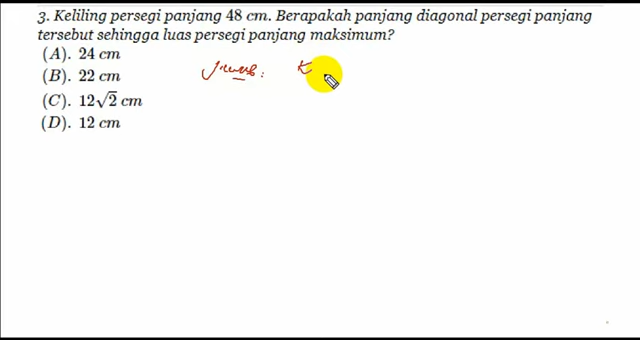 3. Keliling persegi panjang 48 cm. Berapakah panjang diagonal persegi panjang
tersebut sehingga luas persegi panjang maksimum?
(A). 24 cm
(B). 22 cm
(C). 12√2 cm
(D). 12 cm
Jawab :